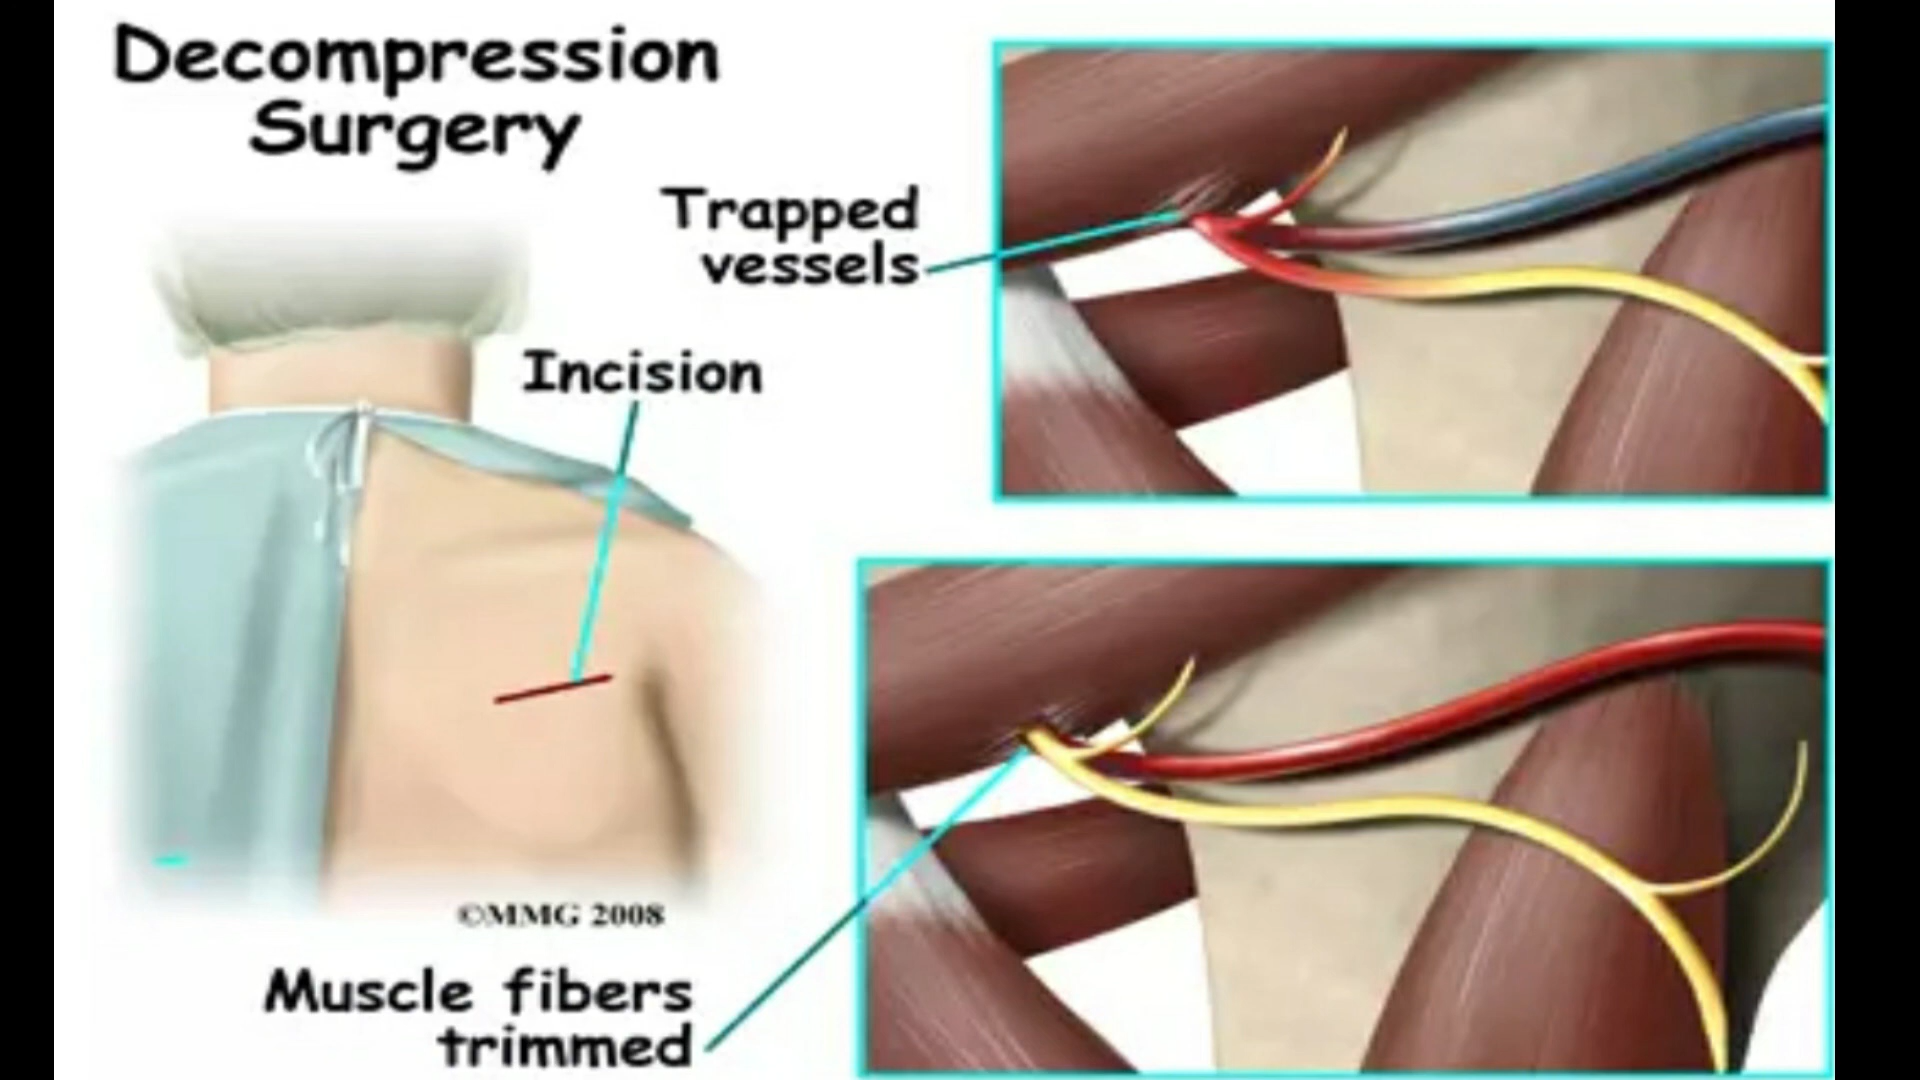 Decompression
Surgery
Trapped
vessels
Incision
©MMG 2008
Muscle fibers
trimmed